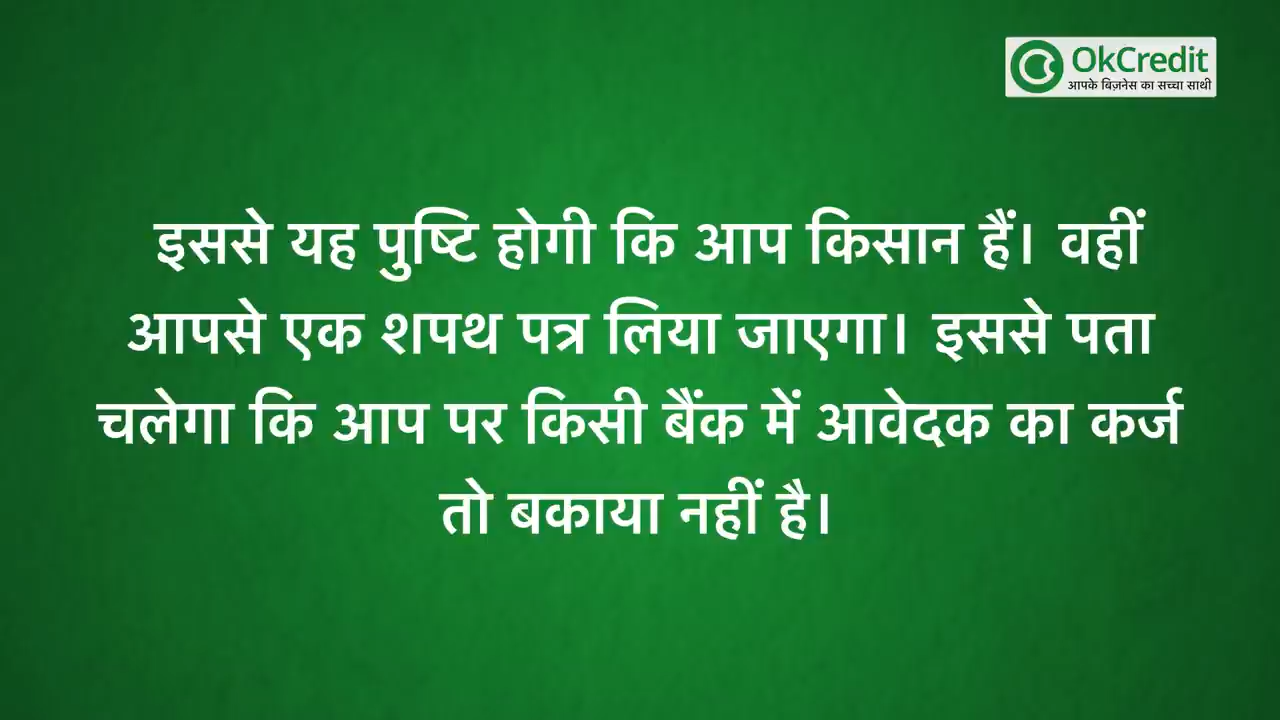 OkCredit
आपके बिज़नेस का सच्चा साथी
इससे यह पुष्टि होगी कि आप किसान हैं। वहीं
आपसे एक शपथ पत्र लिया जाएगा। इससे पता
चलेगा कि आप पर किसी बैंक में आवेदक का कर्ज
तो बकाया नहीं है।